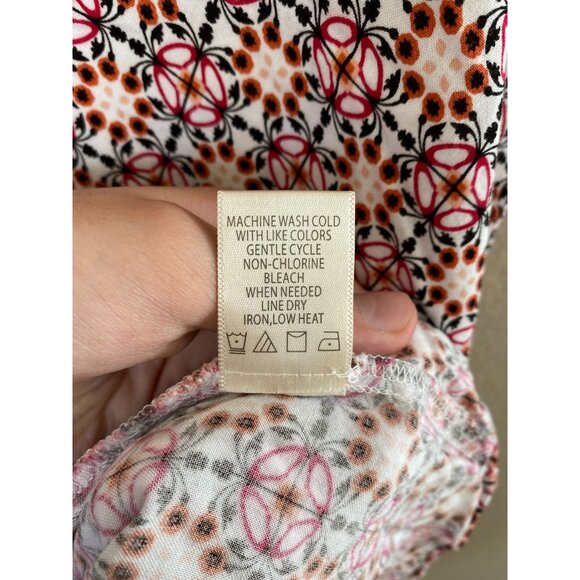 MACHINE WASH COLD
WITH LIKE COLORS
GENTLE CYCLE
NON-CHLORINE
BLEACH
WHEN NEEDED
LINE DRY
IRON,LOW HEAT